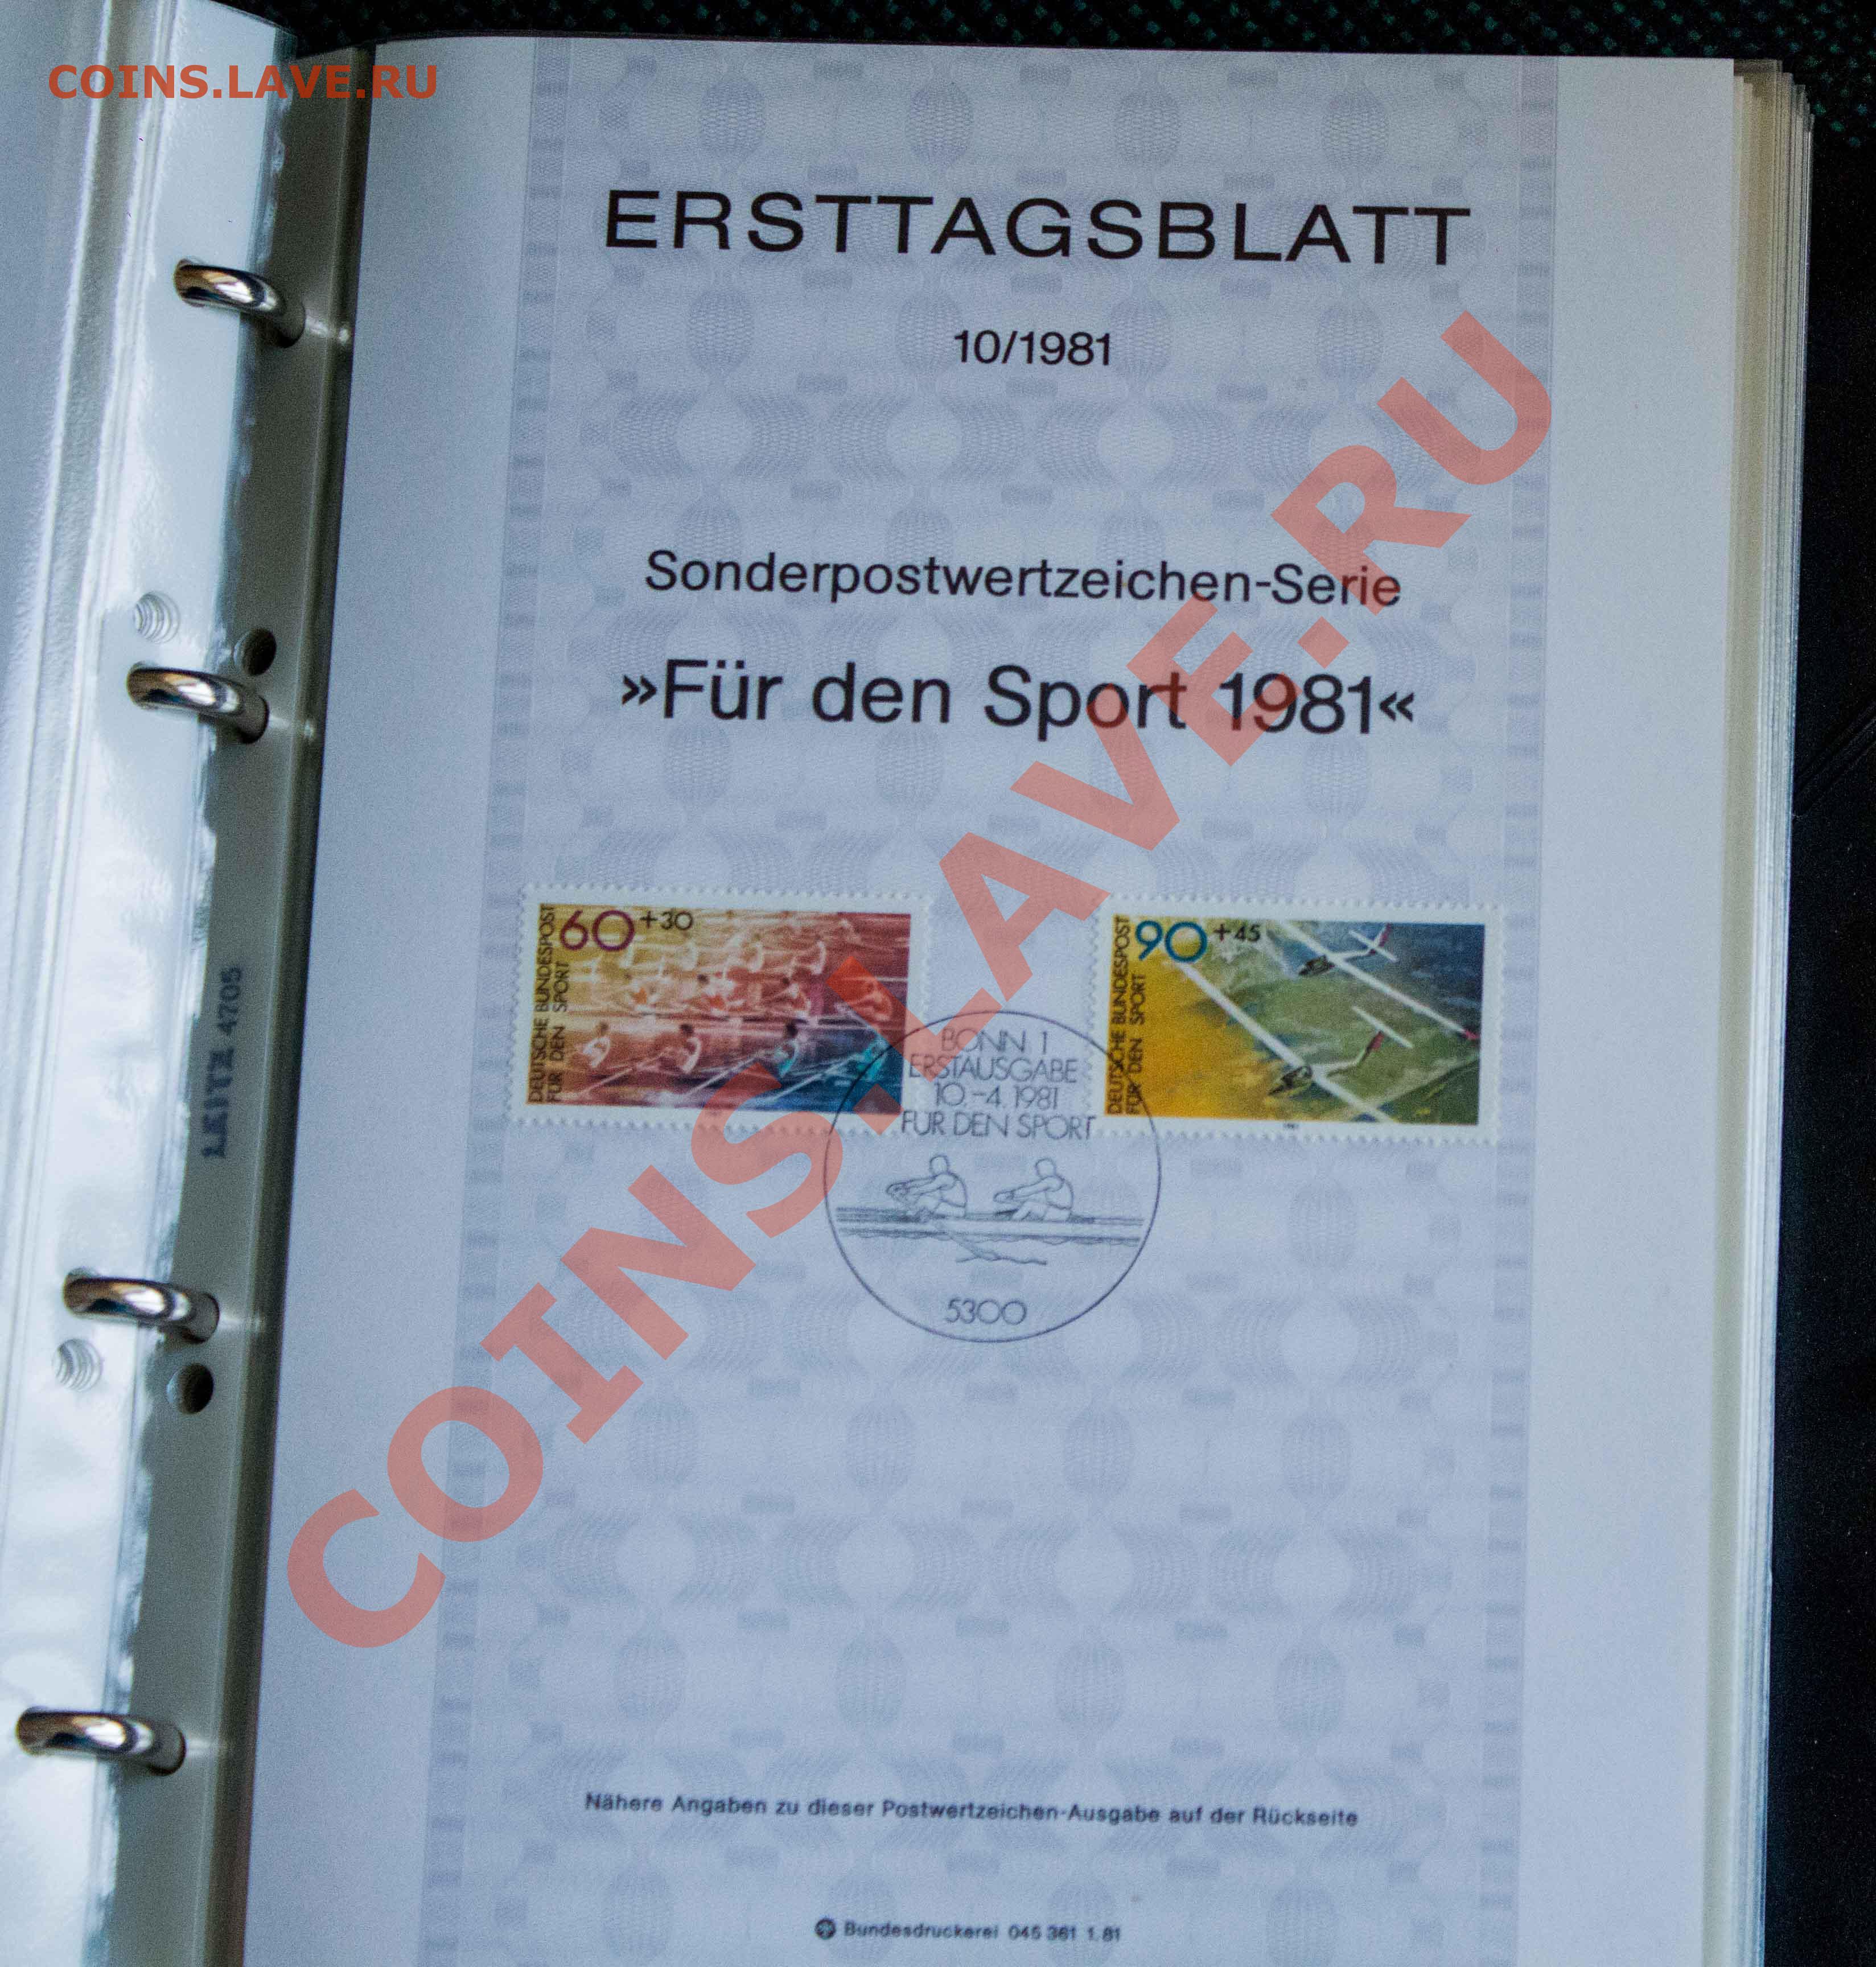 COINS.LAVE.RU
ERSTTAGSBLATT
10/1981
Sonderpostwertzeichen-Serie
»Für den Sport 1981«
DEUTSCHE BUNDESPOST
FÜR DEN SPORT
60+30
DEUTSCHE BUNDESPOST
FÜR DEN SPORT
90+45
BONN 1
ERSTAUSGABE
10.-4.1981
FÜR DEN SPORT
5300
LEITZ 4705
COINS.LAVE.RU
Nähere Angaben zu dieser Postwertzeichen-Ausgabe auf der Rückseite
Bundesdruckerei 045 361 1.81